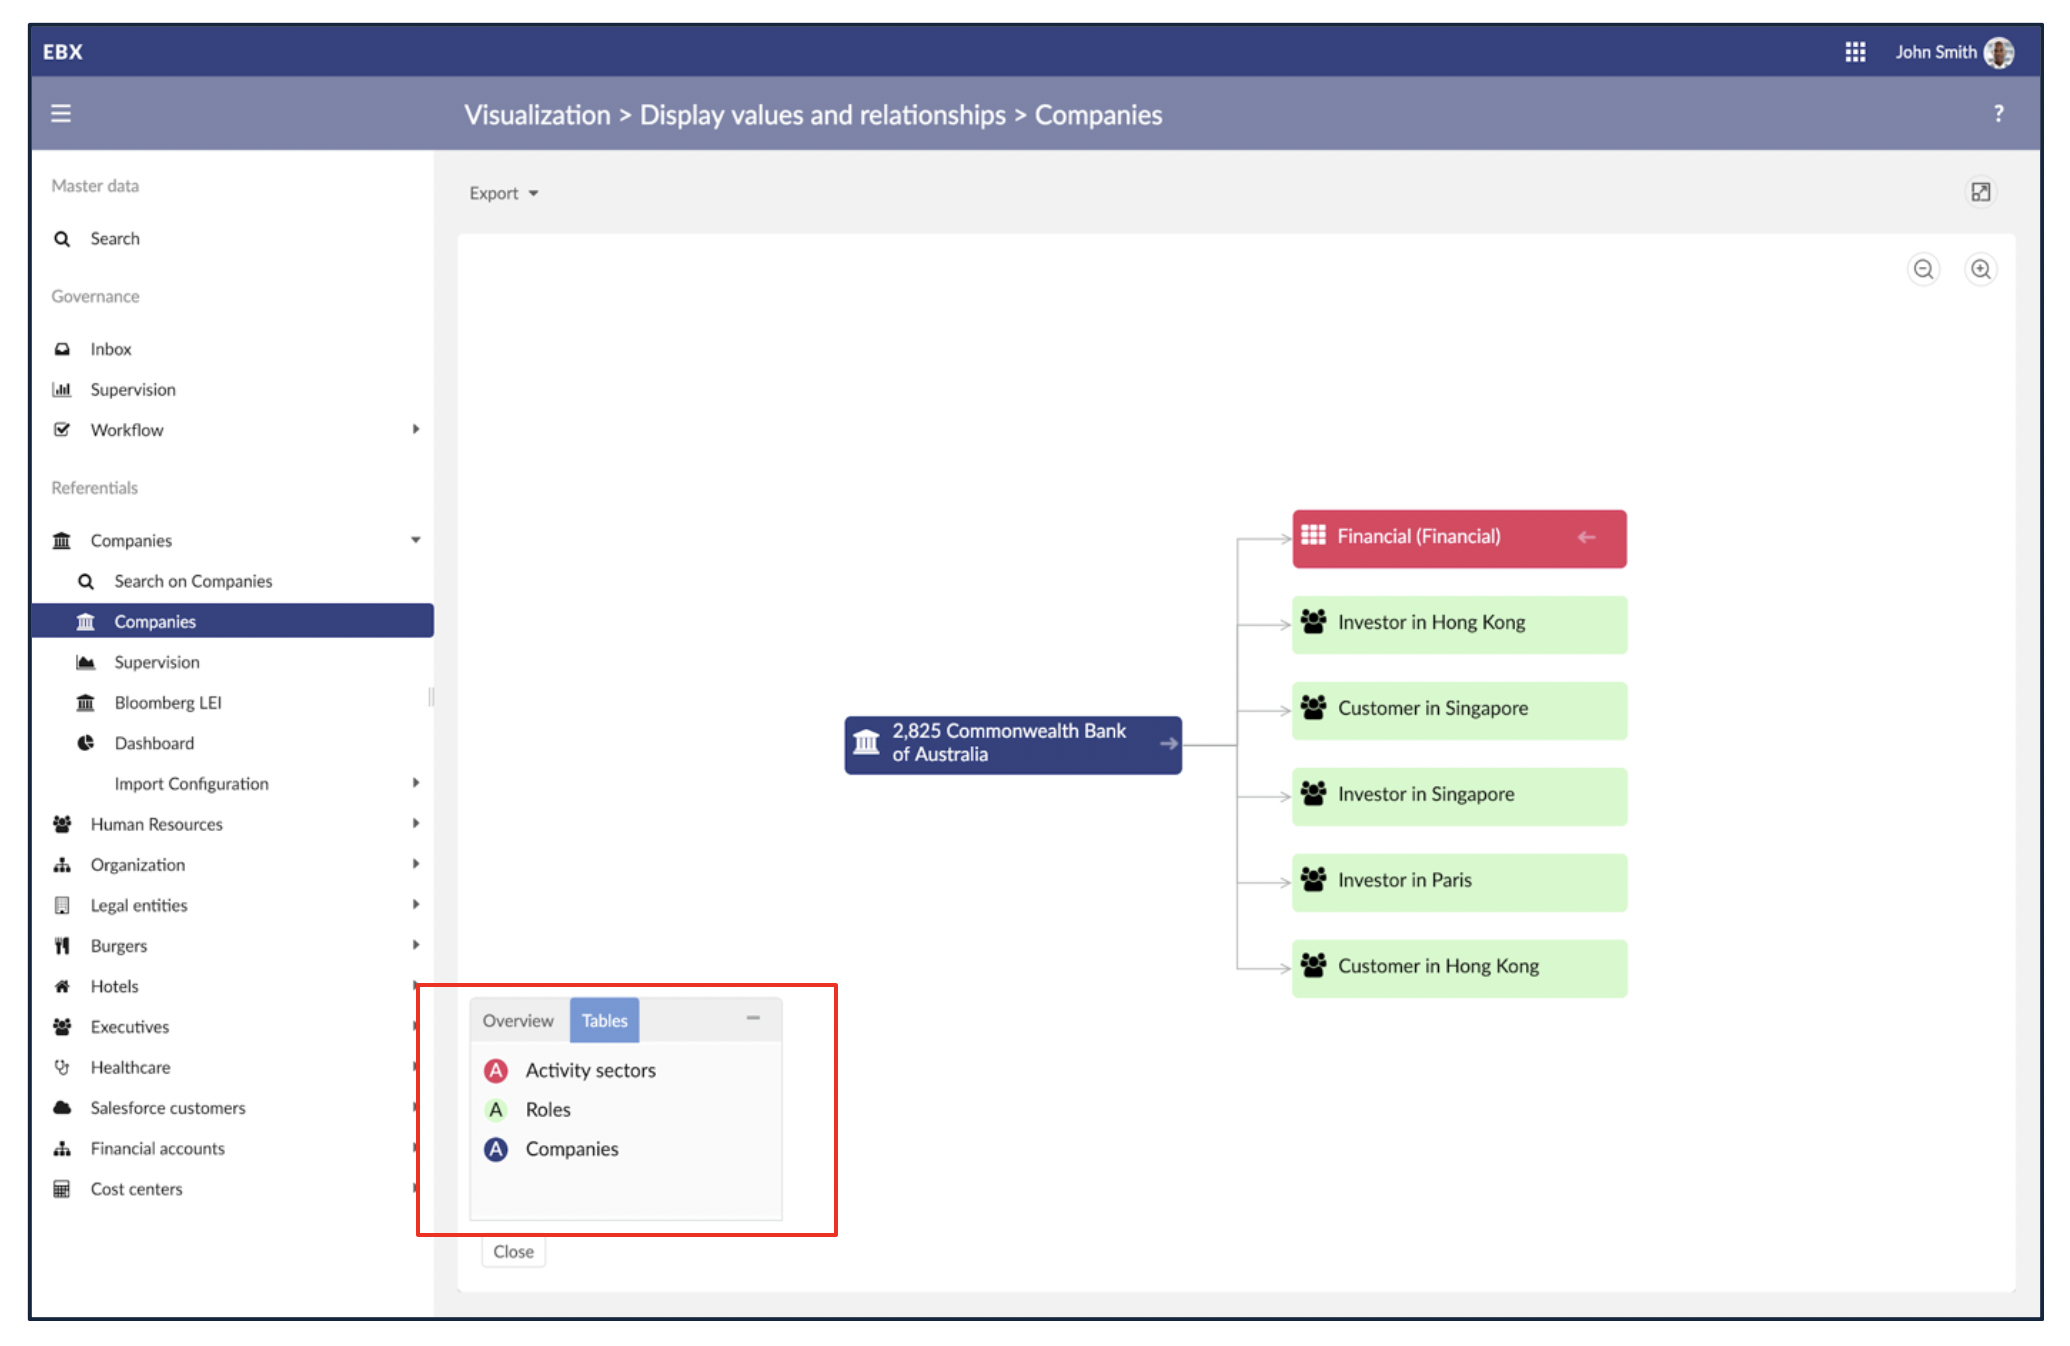 EBX
John Smith
Visualization > Display values and relationships > Companies
?
Master data
Search
Governance
Inbox
Supervision
Workflow
Referentials
Companies
Search on Companies
Companies
Supervision
Bloomberg LEI
Dashboard
Import Configuration
Human Resources
Organization
Legal entities
Burgers
Hotels
Executives
Healthcare
Salesforce customers
Financial accounts
Cost centers
Export
2,825 Commonwealth Bank
of Australia
Financial (Financial)
Investor in Hong Kong
Customer in Singapore
Investor in Singapore
Investor in Paris
Customer in Hong Kong
Overview Tables
A Activity sectors
A Roles
A Companies
Close